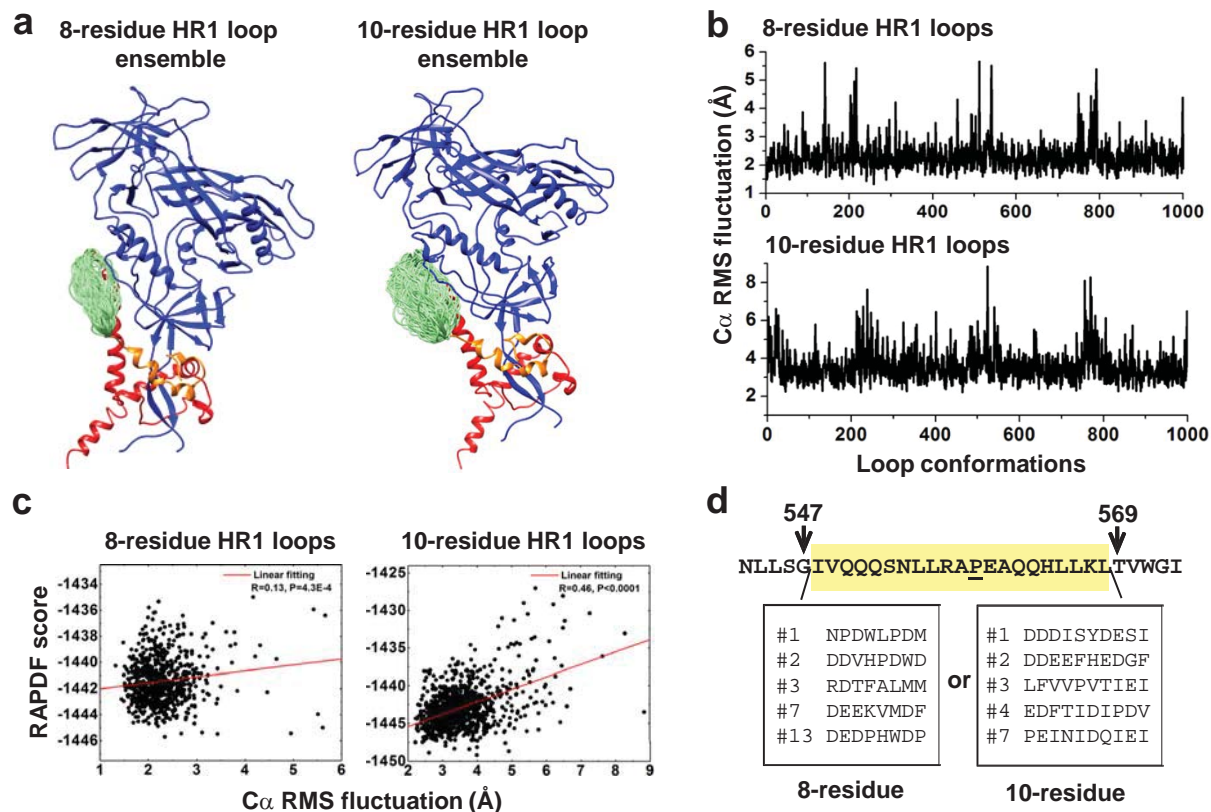 a
8-residue HR1 loop
ensemble
10-residue HR1 loop
ensemble
b
8-residue HR1 loops
6
5
4
3
2
1
0
200
400
600
800
1000
10-residue HR1 loops
8
6
4
2
0
200
400
600
800
1000
Cα RMS fluctuation (Å)
Loop conformations
c
8-residue HR1 loops
Linear fitting
R=0.13, P=4.3E-4
-1434
-1436
-1438
-1440
-1442
-1444
-1446
1
2
3
4
5
6
10-residue HR1 loops
Linear fitting
R=0.46, P<0.0001
-1430
-1435
-1440
-1445
-1450
2
3
4
5
6
7
8
9
RAPDF score
Cα RMS fluctuation (Å)
d
547
569
NLLSGIVQQQSNLLRAPEAQQHLLKLTVWGI
#1 NPDWLPDM
#2 DDVHPDWD
#3 RDTFALMM
#7 DEEKVMDF
#13 DEDPHWDP
8-residue
or
#1 DDDISYDESI
#2 DDEEFHEDGF
#3 LFVVPVTIEI
#4 EDFTIDIPDV
#7 PEINIDQIEI
10-residue